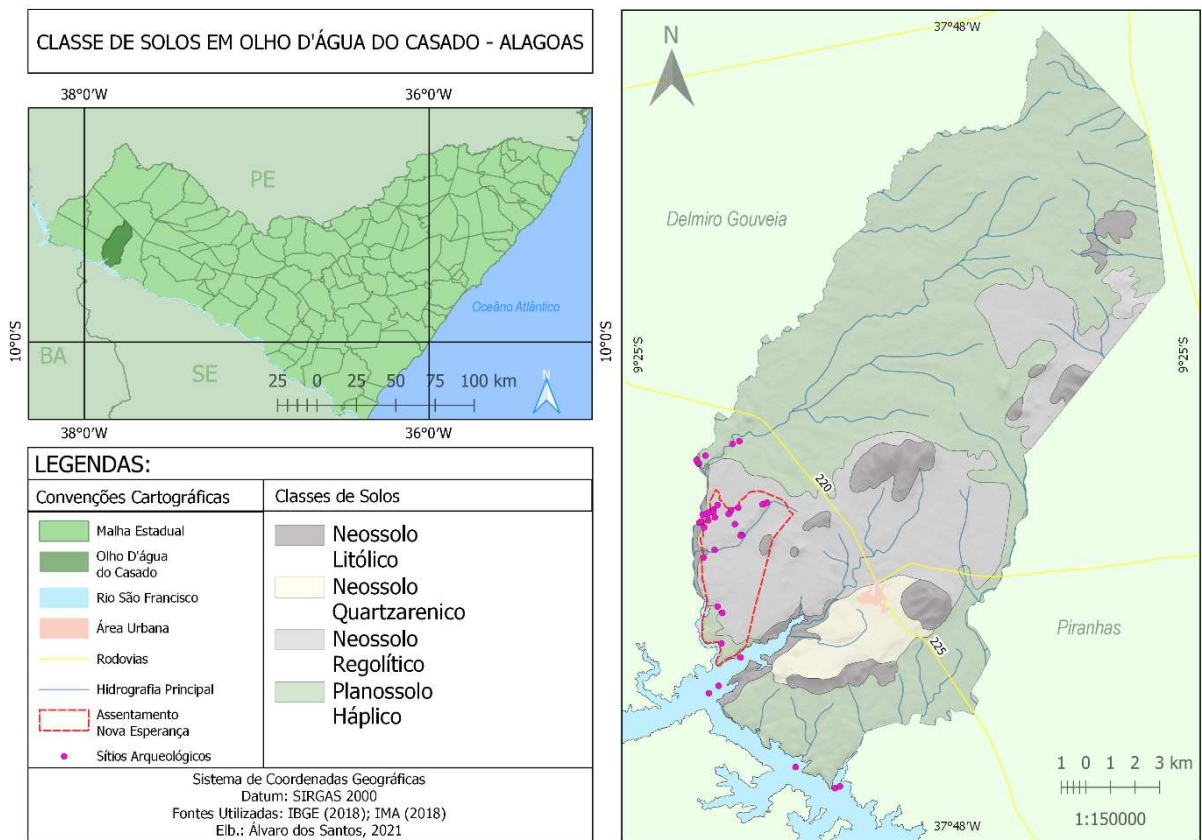 CLASSE DE SOLOS EM OLHO D'ÁGUA DO CASADO - ALAGOAS
38°0'W
36°0'W
PE
Oceâno Atlântico
10°0'S
10°0'S
BA
SE
25 0 25 50 75 100 km
N
38°0'W
36°0'W
LEGENDAS:
Convenções Cartográficas
Malha Estadual
Olho D'água
do Casado
Rio São Francisco
Área Urbana
Rodovias
Hidrografia Principal
Assentamento
Nova Esperança
Sítios Arqueológicos
Classes de Solos
Neossolo
Litólico
Neossolo
Quartzarenico
Neossolo
Regolítico
Planossolo
Háplico
Sistema de Coordenadas Geográficas
Datum: SIRGAS 2000
Fontes Utilizadas: IBGE (2018); IMA (2018)
Elb.: Álvaro dos Santos, 2021
N
37°48'W
Delmiro Gouveia
9°25'S
9°25'S
220
225
Piranhas
1 0 1 2 3 km
1:150000
37°48'W